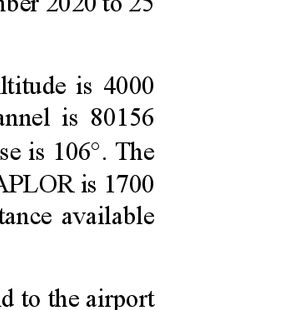 mber 2020 to 25
ltitude is 4000
annel is 80156
se is 106°. The
APLOR is 1700
tance available
d to the airport